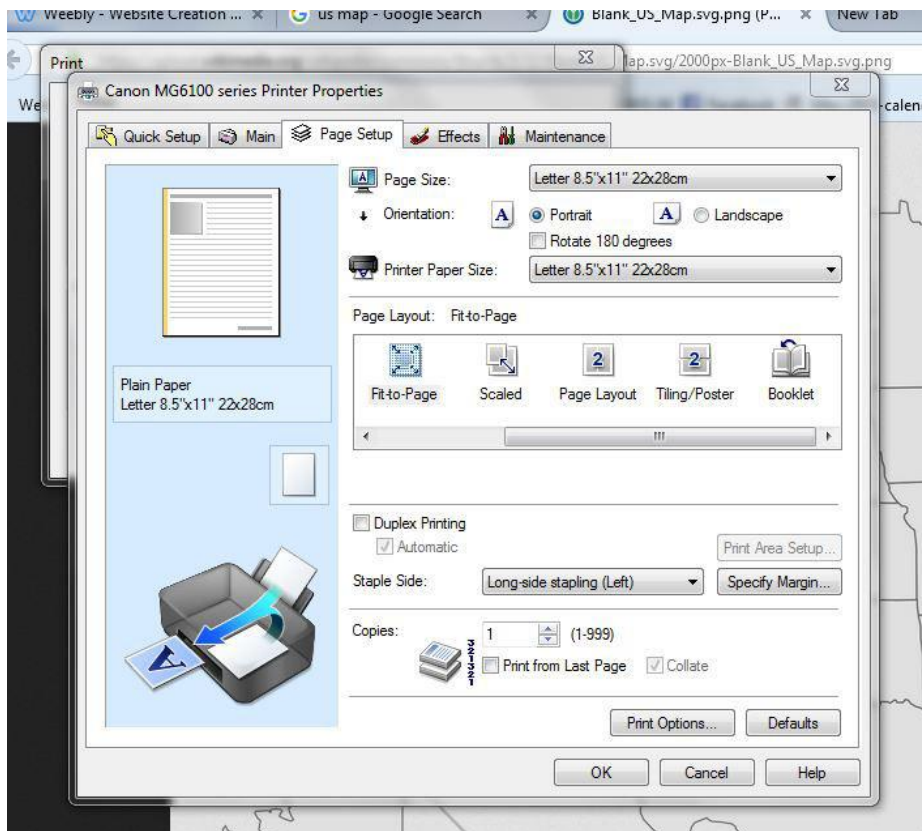 Weebly - Website Creation ...
us map - Google Search
Blank_US_Map.svg.png (P...
New Tab
Print
ap.svg/2000px-Blank_US_Map.svg.png
We
Canon MG6100 series Printer Properties
-calen
Quick Setup
Main
Page Setup
Effects
Maintenance
Page Size:
Letter 8.5"x11" 22x28cm
Orientation:
A
Portrait
A
Landscape
Rotate 180 degrees
Printer Paper Size:
Letter 8.5"x11" 22x28cm
Page Layout: Fit-to-Page
2
2
Fit-to-Page
Scaled
Page Layout
Tiling/Poster
Booklet
Plain Paper
Letter 8.5"x11" 22x28cm
Duplex Printing
Automatic
Print Area Setup...
Staple Side:
Long-side stapling (Left)
Specify Margin...
Copies:
1
(1-999)
321321
Print from Last Page
Collate
A
Print Options...
Defaults
OK
Cancel
Help